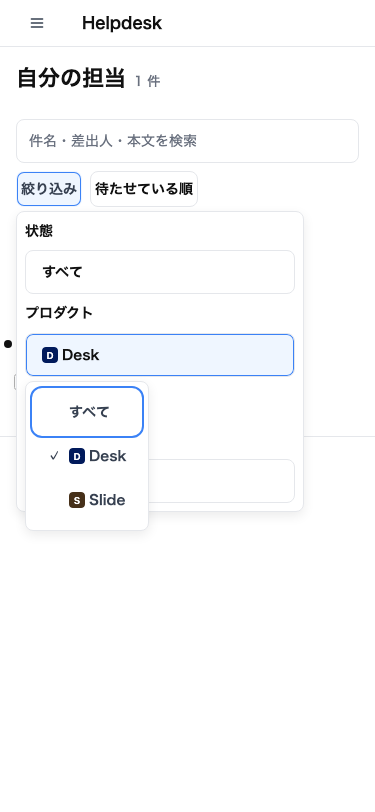 Helpdesk
自分の担当 1 件
件名・差出人・本文を検索
絞り込み 待たせている順
状態
すべて
プロダクト
D Desk
すべて
✓ D Desk
S Slide